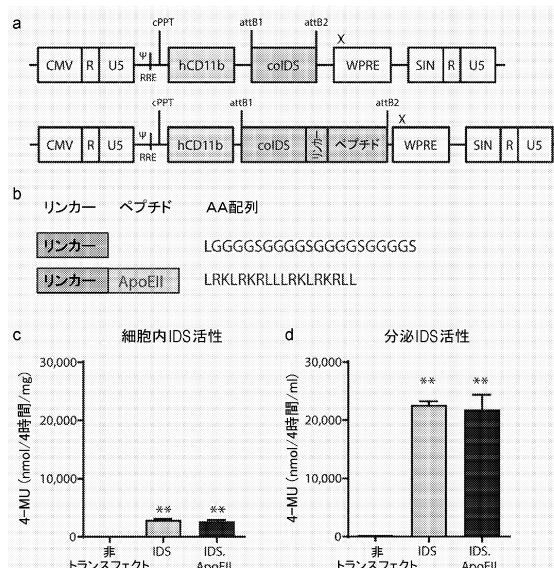 a
cPPT
attB1
attB2
Ψ
X
CMV R U5 RRE hCD11b coIDS WPRE SIN R U5
cPPT
attB1
attB2
Ψ
X
CMV R U5 RRE hCD11b coIDS リンカー ペプチド WPRE SIN R U5
b
リンカー ペプチド AA配列
リンカー LGGGGSGGGGSGGGGSGGGGS
リンカー ApoEII LRKLRKRLLLRKLRKRLL
c 細胞内IDS活性
4-MU (nmol/4時間/mg)
30,000
20,000
10,000
0
** **
非トランスフェクト IDS IDS.ApoEII
d 分泌IDS活性
4-MU (nmol/4時間/ml)
30,000
20,000
10,000
0
** **
非トランスフェクト IDS IDS.ApoEII